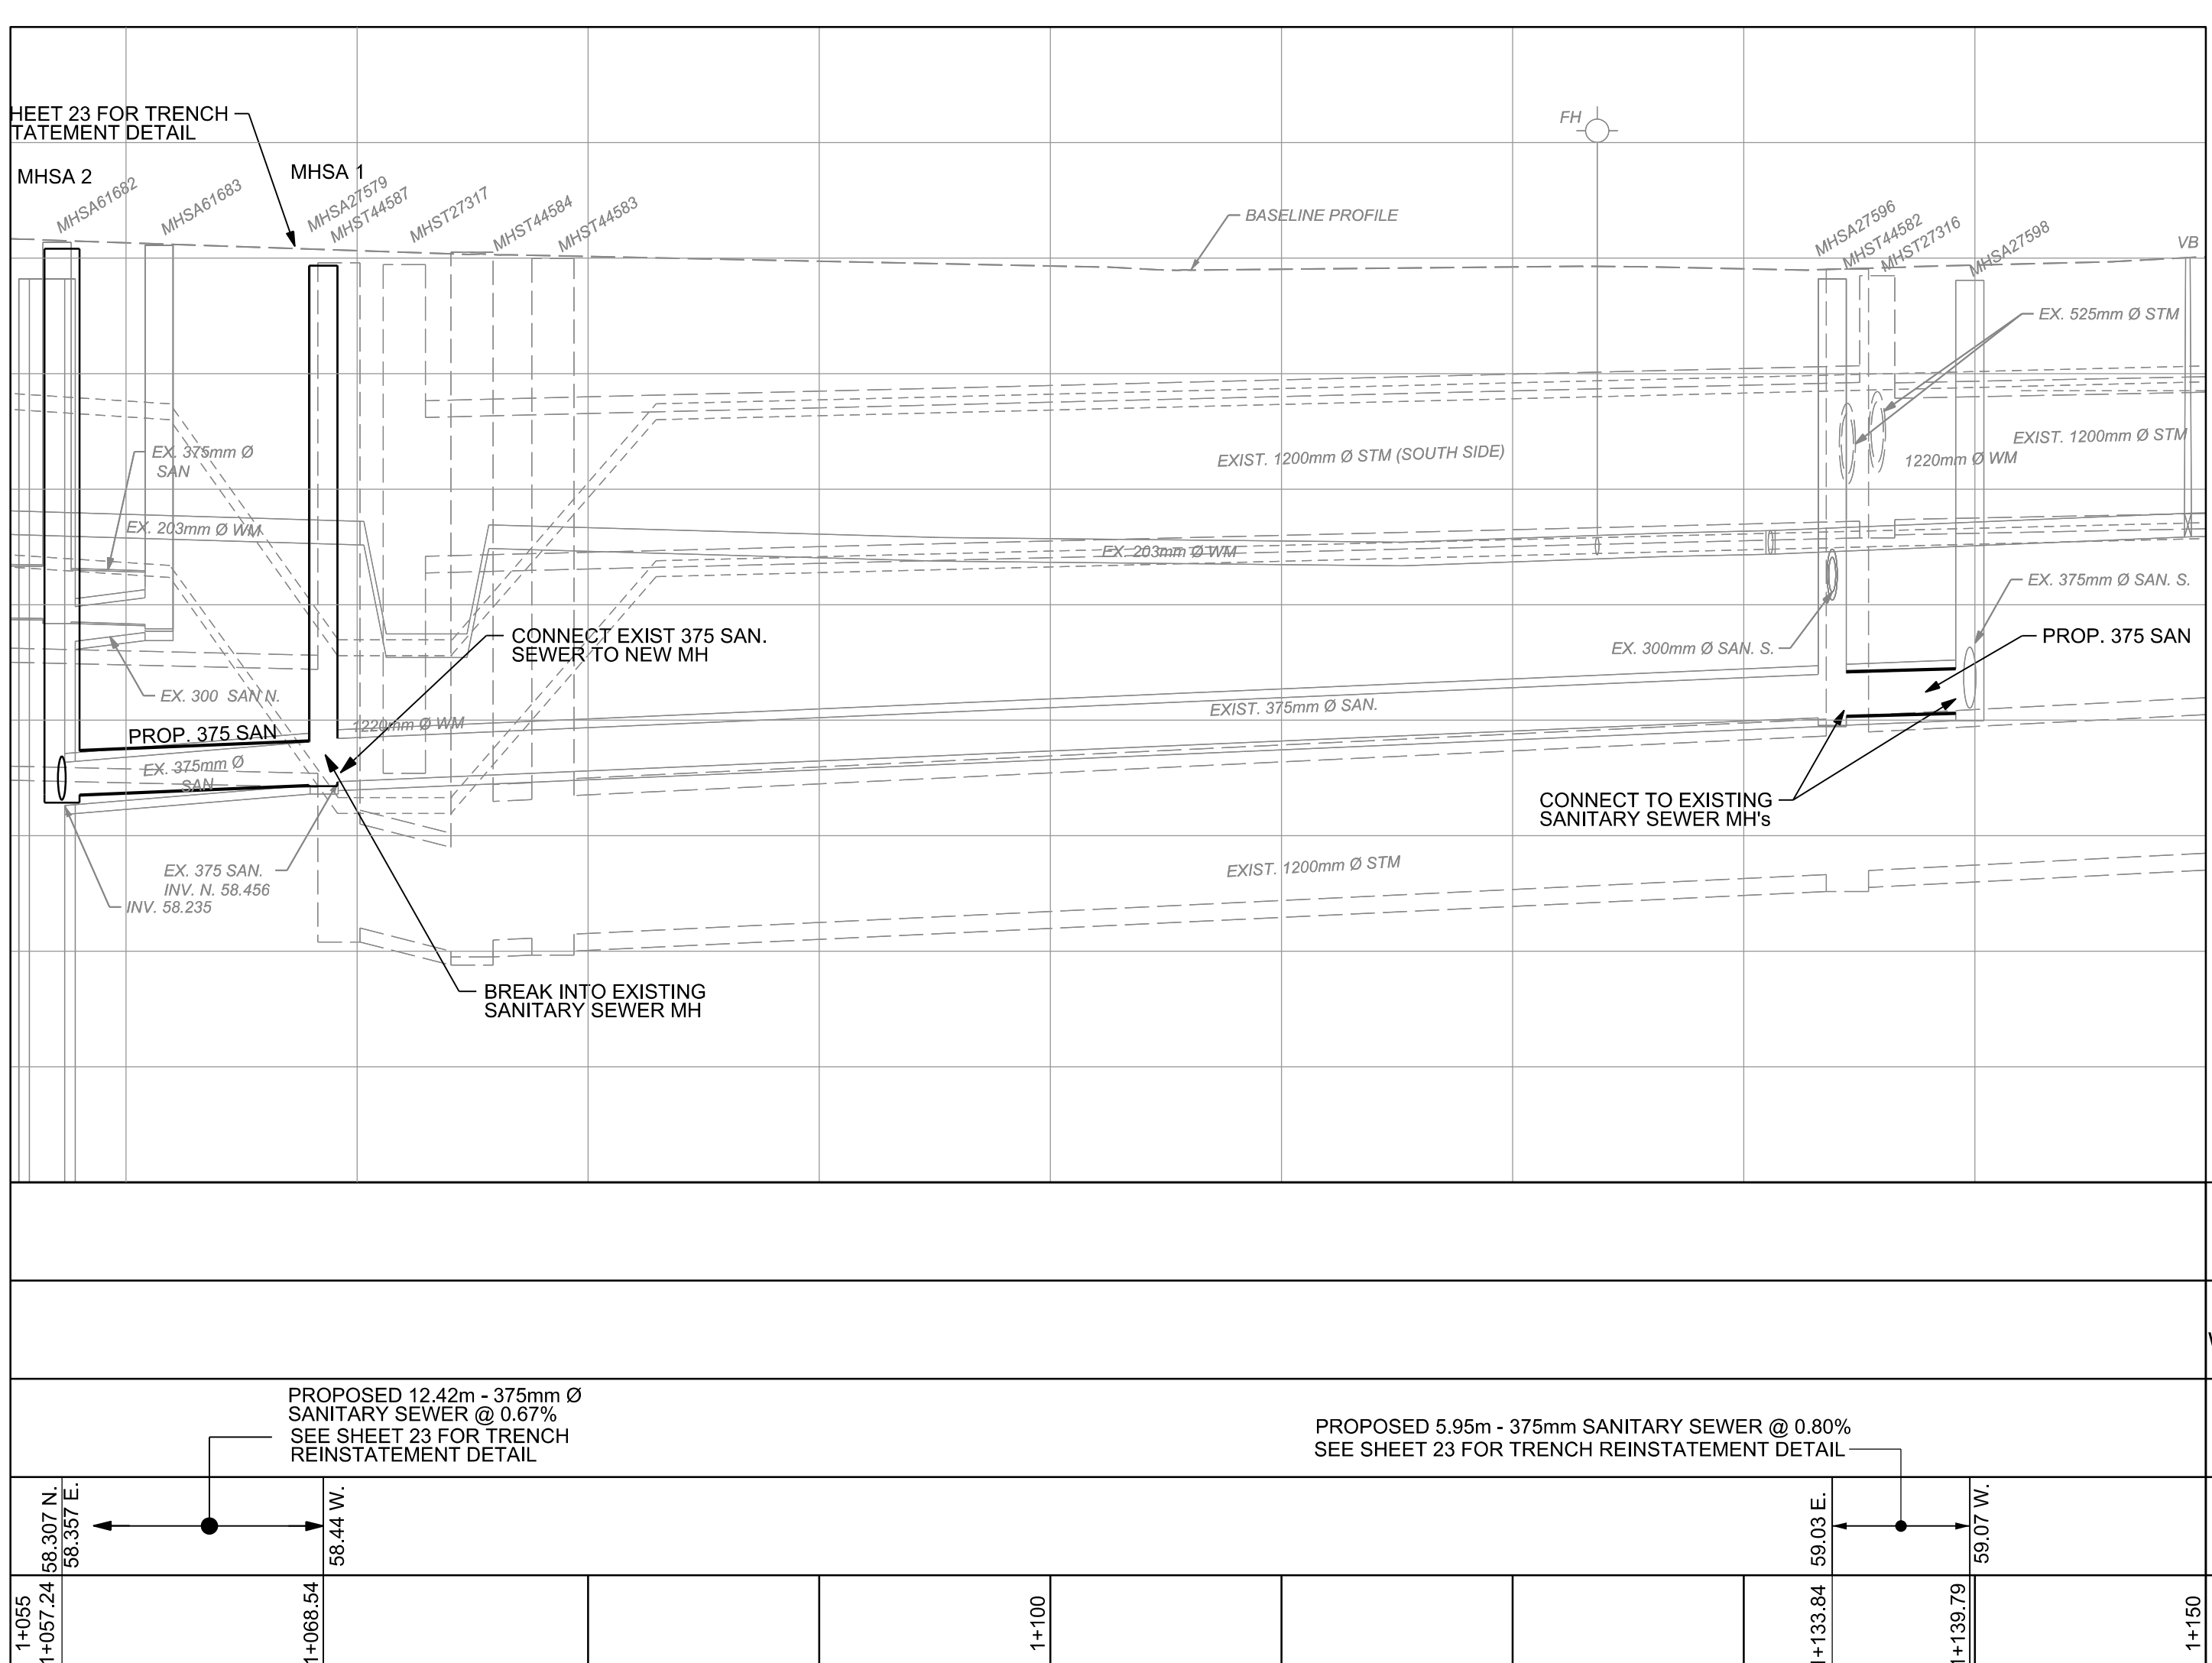 HEET 23 FOR TRENCH
TATEMENT DETAIL
MHSA 2
MHSA61682
MHSA61683
MHSA 1
MHSA27579
MHST44587
MHST27317
MHST44584
MHST44583
BASELINE PROFILE
FH
MHSA27596
MHST44582
MHST27316
MHSA27598
VB
EX. 525mm Ø STM
EX. 375mm Ø
SAN
EXIST. 1200mm Ø STM (SOUTH SIDE)
EXIST. 1200mm Ø STM
1220mm Ø WM
EX. 203mm Ø WM
EX. 203mm Ø WM
EX. 375mm Ø SAN. S.
CONNECT EXIST 375 SAN.
SEWER TO NEW MH
EX. 300mm Ø SAN. S.
PROP. 375 SAN
EX. 300 SAN N.
PROP. 375 SAN
1220mm Ø WM
EXIST. 375mm Ø SAN.
EX. 375mm Ø
SAN
CONNECT TO EXISTING
SANITARY SEWER MH's
EX. 375 SAN.
INV. N. 58.456
INV. 58.235
EXIST. 1200mm Ø STM
BREAK INTO EXISTING
SANITARY SEWER MH
PROPOSED 12.42m - 375mm Ø
SANITARY SEWER @ 0.67%
SEE SHEET 23 FOR TRENCH
REINSTATEMENT DETAIL
PROPOSED 5.95m - 375mm SANITARY SEWER @ 0.80%
SEE SHEET 23 FOR TRENCH REINSTATEMENT DETAIL
58.307 N.
58.357 E.
58.44 W.
59.03 E.
59.07 W.
1+055
1+057.24
1+068.54
1+100
1+133.84
1+139.79
1+150